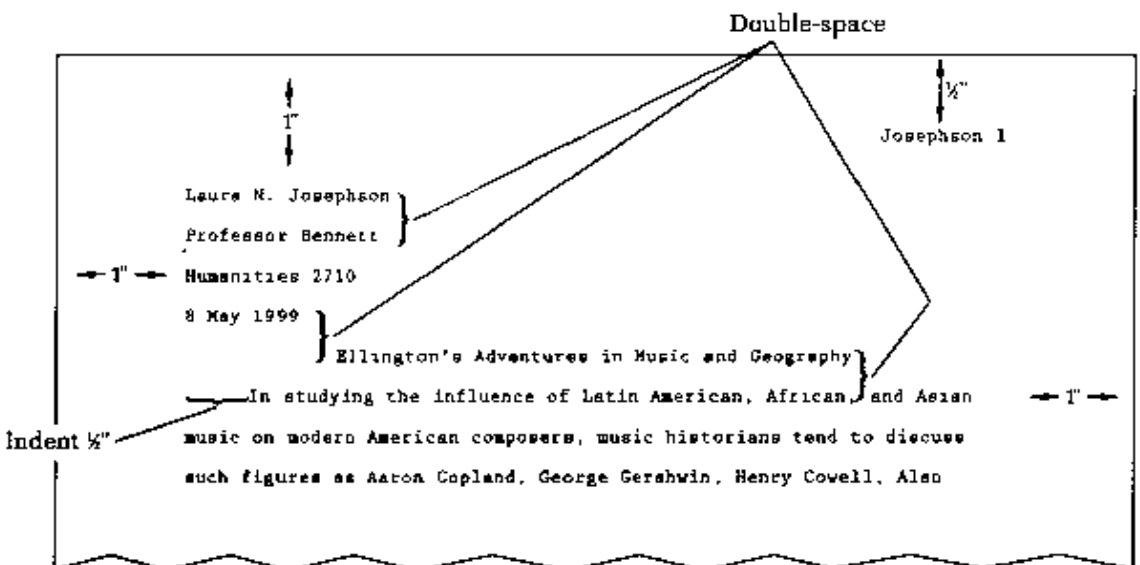 Double-space
½"
1"
Josephson 1
Laura N. Josephson
Professor Bennett
1" Humanities 2710
8 May 1999
Ellington's Adventures in Music and Geography
In studying the influence of Latin American, African, and Asian 1"
Indent ½" music on modern American composers, music historians tend to discuss
such figures as Aaron Copland, George Gershwin, Henry Cowell, Alan